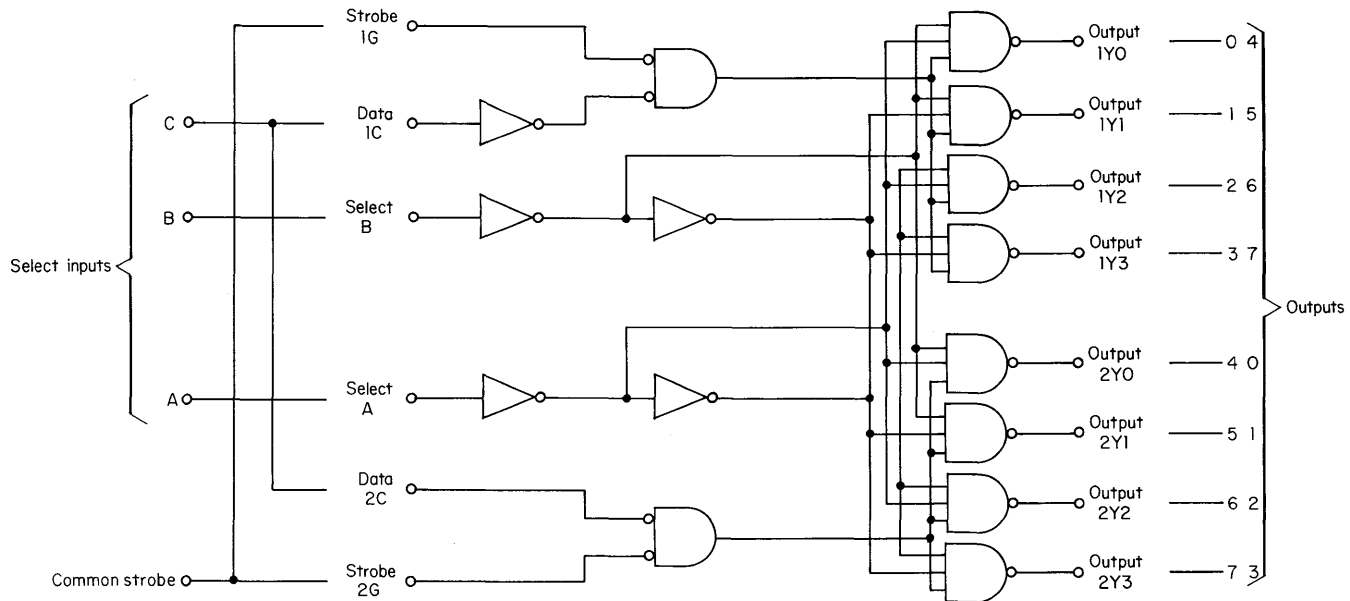 Strobe
1G
Output
1Y0
0 4
C
Data
1C
Output
1Y1
1 5
Output
1Y2
2 6
B
Select
B
Output
1Y3
3 7
Select inputs
Outputs
Output
2Y0
4 0
A
Select
A
Output
2Y1
5 1
Data
2C
Output
2Y2
6 2
Common strobe
Strobe
2G
Output
2Y3
7 3